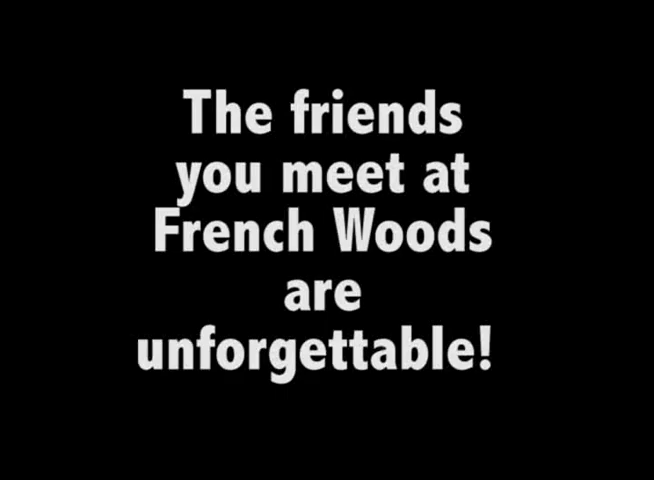 The friends
you meet at
French Woods
are
unforgettable!